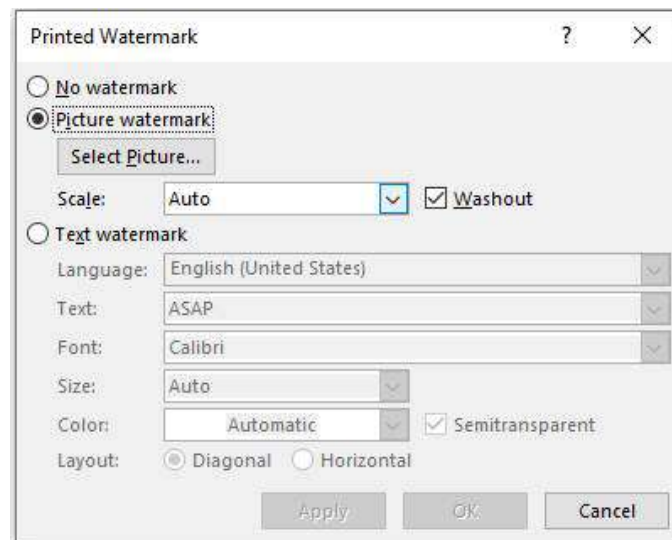 Printed Watermark ? X
No watermark
Picture watermark
Select Picture...
Scale: Auto Washout
Text watermark
Language: English (United States)
Text: ASAP
Font: Calibri
Size: Auto
Color: Automatic Semitransparent
Layout: Diagonal Horizontal
Apply OK Cancel